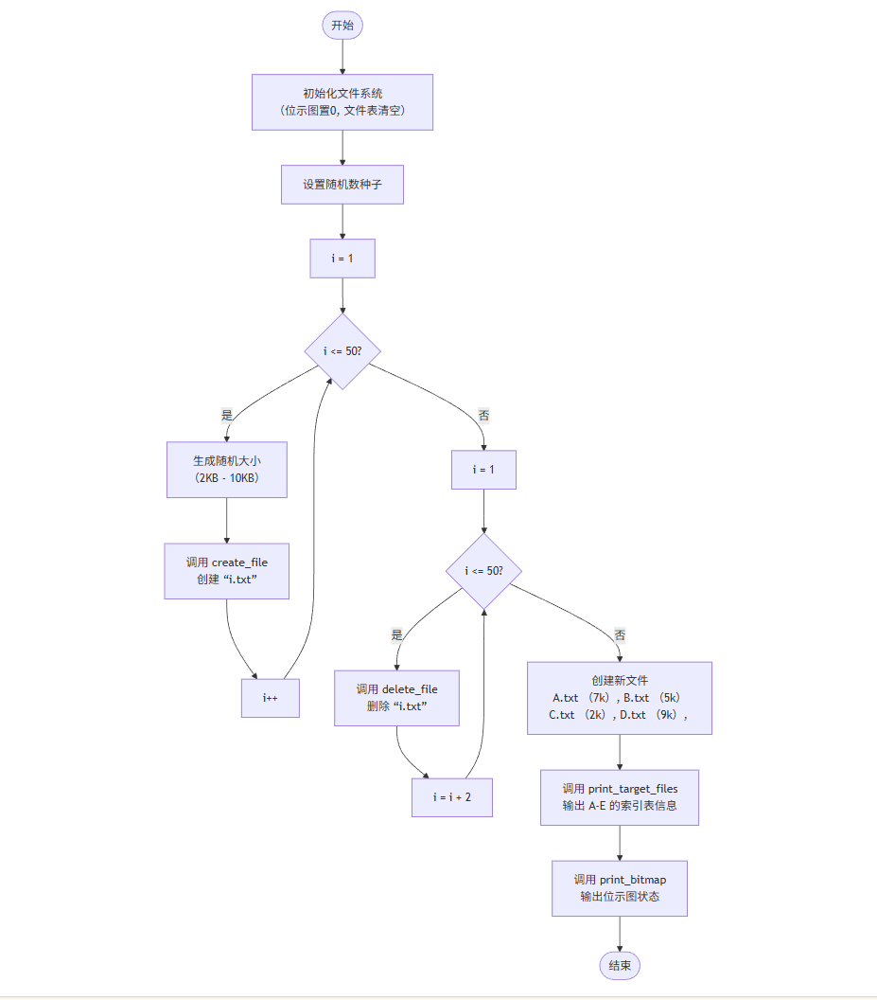 开始
初始化文件系统
（位示图置0, 文件表清空）
设置随机数种子
i = 1
i <= 50?
是
否
生成随机大小
（2KB - 10KB）
i = 1
调用 create_file
创建 “i.txt”
i <= 50?
是
否
i++
调用 delete_file
删除 “i.txt”
创建新文件
A.txt （7k）, B.txt （5k）
C.txt （2k）, D.txt （9k）,
i = i + 2
调用 print_target_files
输出 A-E 的索引表信息
调用 print_bitmap
输出位示图状态
结束